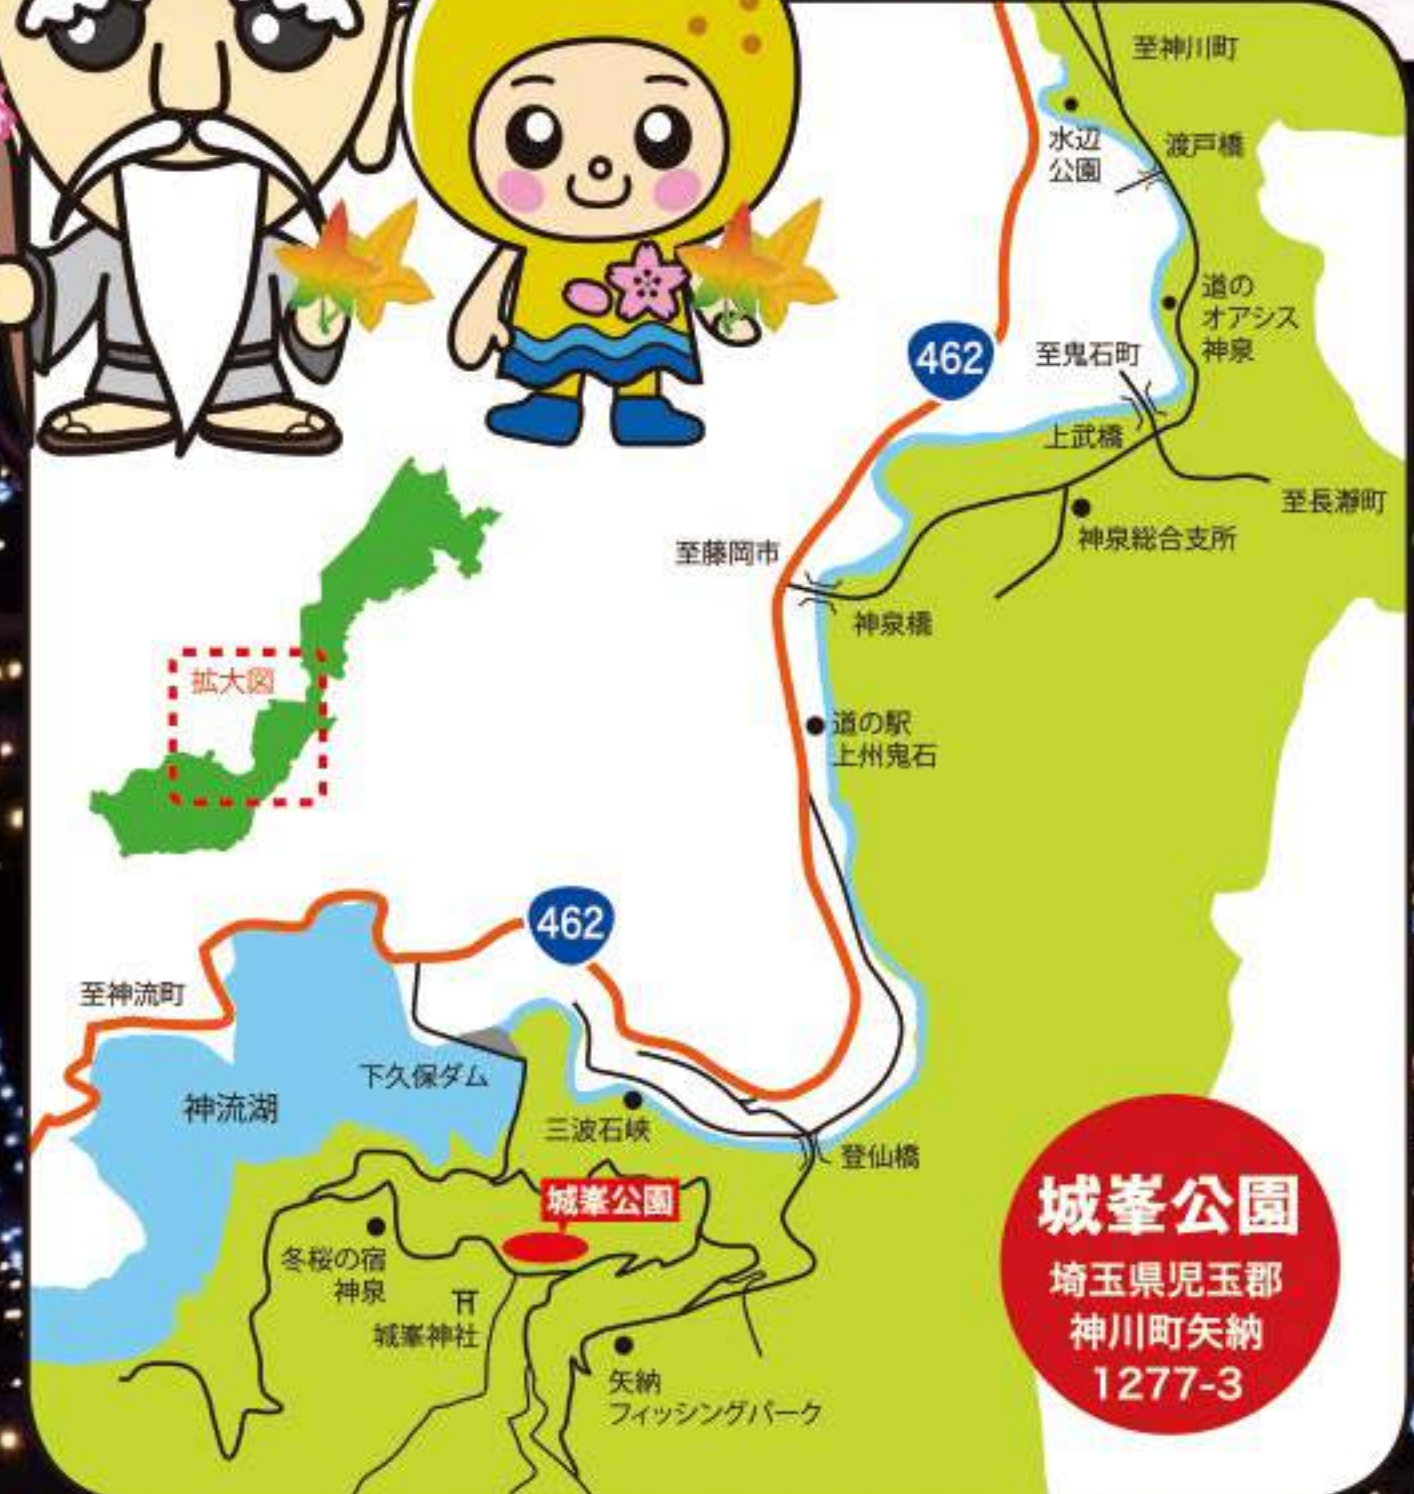 至神川町
水辺
公園
渡戸橋
道の
オアシス
神泉
462
至鬼石町
上武橋
至長瀞町
神泉総合支所
至藤岡市
神泉橋
拡大図
道の駅
上州鬼石
462
至神流町
下久保ダム
神流湖
三波石峡
登仙橋
城峯公園
冬桜の宿
神泉
城峯神社
矢納
フィッシングパーク
城峯公園
埼玉県児玉郡
神川町矢納
1277-3